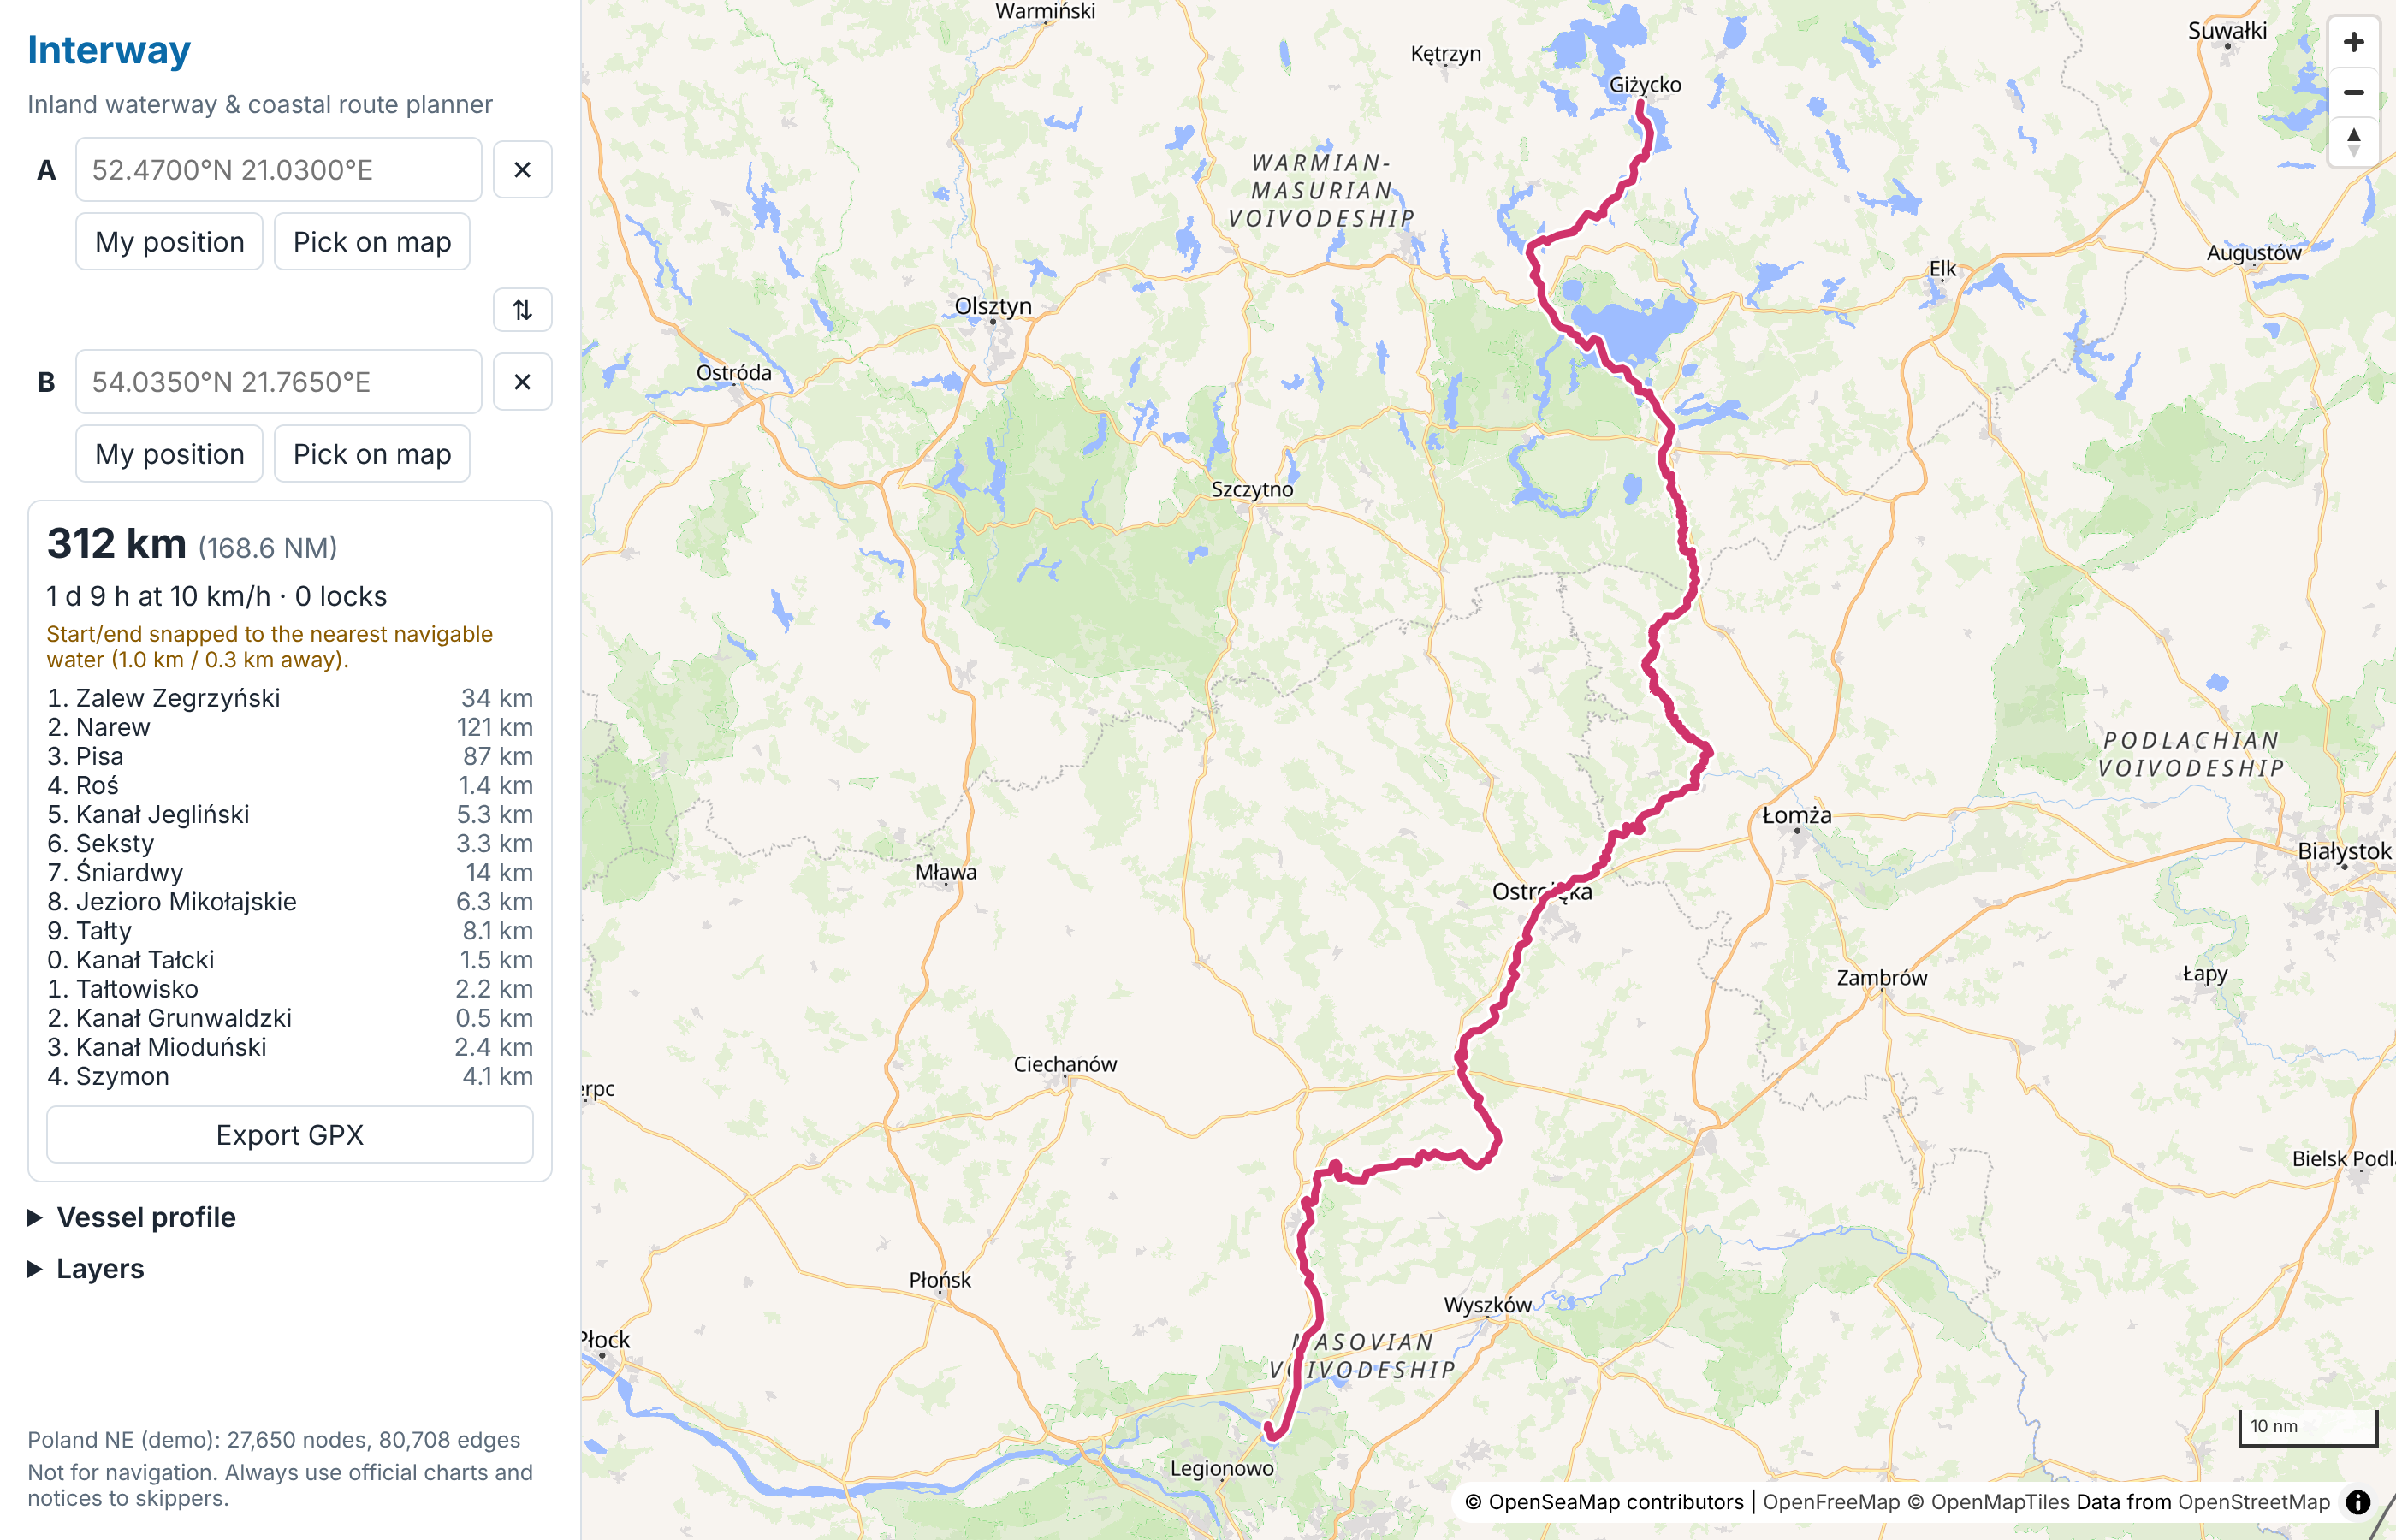 Interway
Inland waterway & coastal route planner
A
52.4700°N 21.0300°E
✕
My position
Pick on map
⇅
B
54.0350°N 21.7650°E
✕
My position
Pick on map
312 km (168.6 NM)
1 d 9 h at 10 km/h · 0 locks
Start/end snapped to the nearest navigable
water (1.0 km / 0.3 km away).
1. Zalew Zegrzyński 34 km
2. Narew 121 km
3. Pisa 87 km
4. Roś 1.4 km
5. Kanał Jegliński 5.3 km
6. Seksty 3.3 km
7. Śniardwy 14 km
8. Jezioro Mikołajskie 6.3 km
9. Tałty 8.1 km
0. Kanał Tałcki 1.5 km
1. Tałtowisko 2.2 km
2. Kanał Grunwaldzki 0.5 km
3. Kanał Mioduński 2.4 km
4. Szymon 4.1 km
Export GPX
▶ Vessel profile
▶ Layers
Poland NE (demo): 27,650 nodes, 80,708 edges
Not for navigation. Always use official charts and
notices to skippers.
Warmiński
Kętrzyn
Giżycko
Suwałki
WARMIAN-
MASURIAN
VOIVODESHIP
Augustów
Ełk
Olsztyn
Ostróda
Szczytno
PODLACHIAN
VOIVODESHIP
Łomża
Białystok
Mława
Zambrów
Łapy
Ciechanów
erpc
Bielsk Podl
Płońsk
Wyszków
Płock
MASOVIAN
VOIVODESHIP
Legionowo
10 nm
© OpenSeaMap contributors | OpenFreeMap © OpenMapTiles Data from OpenStreetMap